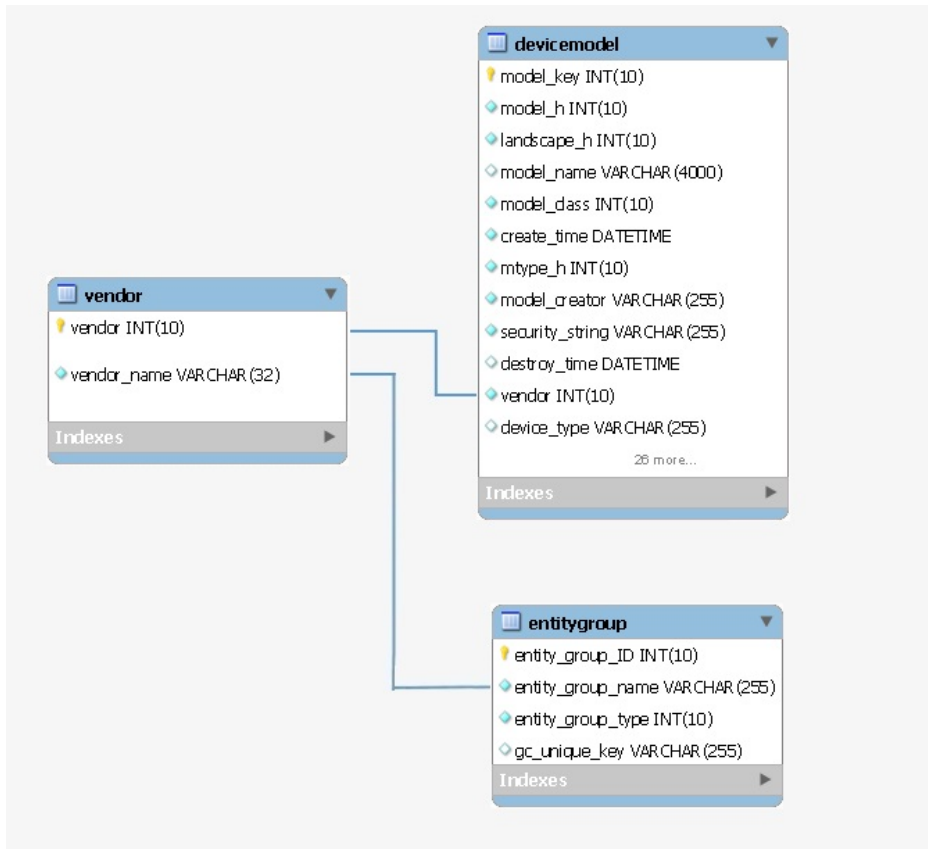 devicemodel
model_key INT(10)
model_h INT(10)
landscape_h INT(10)
model_name VARCHAR(4000)
model_class INT(10)
create_time DATETIME
mtype_h INT(10)
model_creator VARCHAR(255)
security_string VARCHAR(255)
destroy_time DATETIME
vendor INT(10)
device_type VARCHAR(255)
26 more...
Indexes
vendor
vendor INT(10)
vendor_name VARCHAR(32)
Indexes
entitygroup
entity_group_ID INT(10)
entity_group_name VARCHAR(255)
entity_group_type INT(10)
gc_unique_key VARCHAR(255)
Indexes